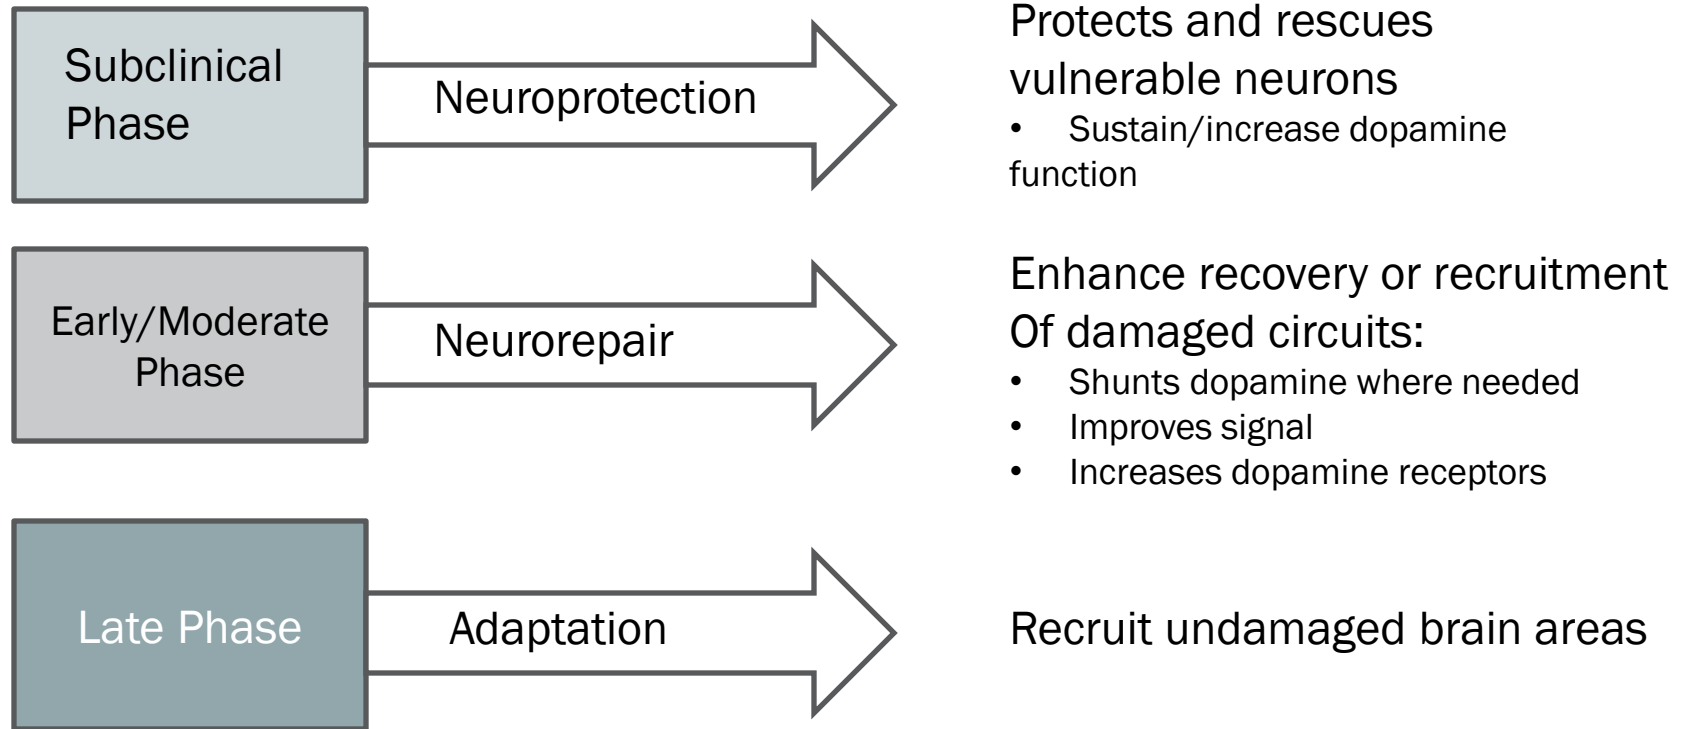 Subclinical
Phase
Neuroprotection
Protects and rescues
vulnerable neurons
• Sustain/increase dopamine
function
Early/Moderate
Phase
Neurorepair
Enhance recovery or recruitment
Of damaged circuits:
• Shunts dopamine where needed
• Improves signal
• Increases dopamine receptors
Late Phase
Adaptation
Recruit undamaged brain areas